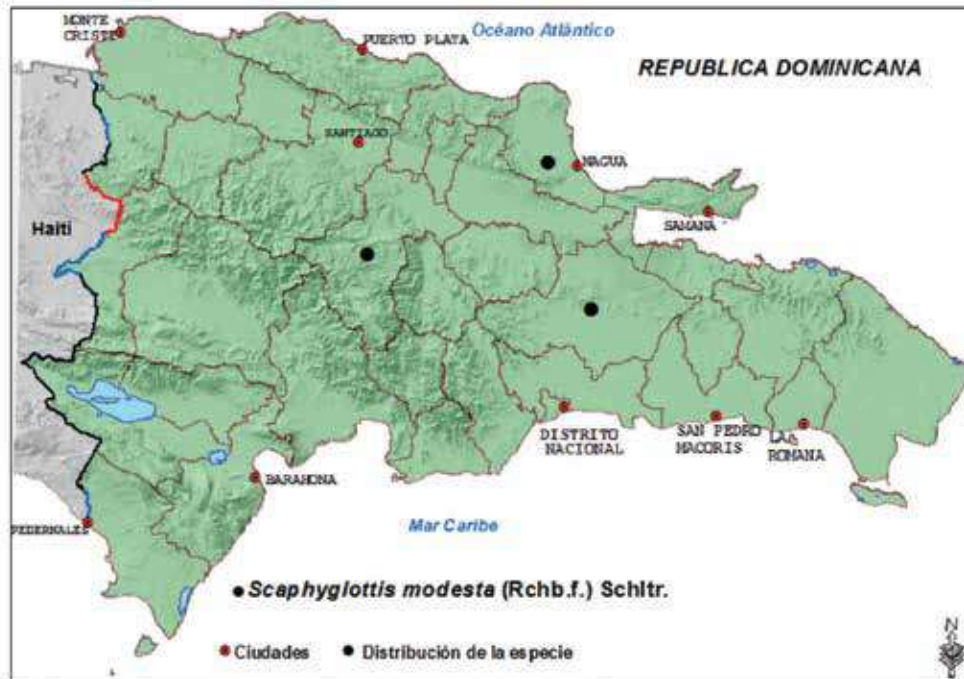 MONTE
CRISTI
PUERTO PLATA
Océano Atlántico
REPUBLICA DOMINICANA
SANTIAGO
NAGUA
SAMANA
Haiti
DISTRITO
NACIONAL
SAN PEDRO
MACORIS
LA
ROMANA
BARAHONA
PEDERNALES
Mar Caribe
Scaphyglottis modesta (Rchb.f.) Schltr.
Ciudades
Distribución de la especie
N